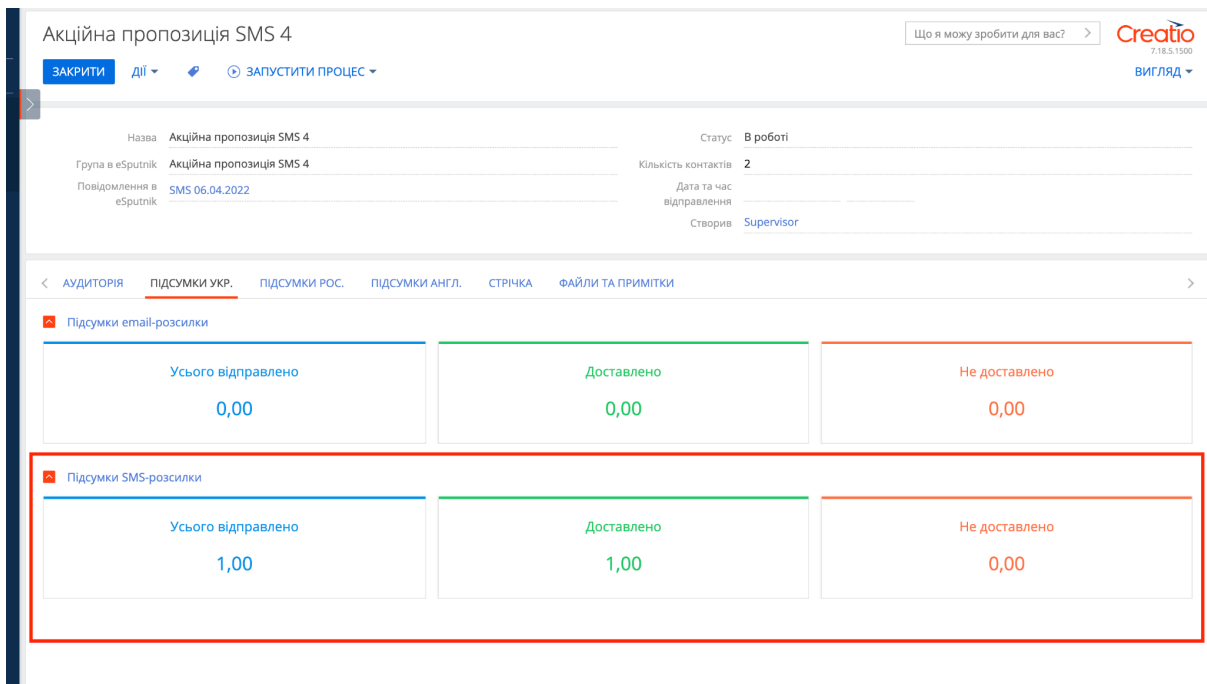 Акційна пропозиція SMS 4
Що я можу зробити для вас?
Creatio
7.18.5.1500
ЗАКРИТИ ДІЇ ЗАПУСТИТИ ПРОЦЕС ВИГЛЯД
Назва Акційна пропозиція SMS 4
Статус В роботі
Група в eSputnik Акційна пропозиція SMS 4
Кількість контактів 2
Повідомлення в eSputnik SMS 06.04.2022
Дата та час відправлення
Створив Supervisor
АУДИТОРІЯ ПІДСУМКИ УКР. ПІДСУМКИ РОС. ПІДСУМКИ АНГЛ. СТРІЧКА ФАЙЛИ ТА ПРИМІТКИ
Підсумки email-розсилки
Усього відправлено Доставлено Не доставлено
0,00 0,00 0,00
Підсумки SMS-розсилки
Усього відправлено Доставлено Не доставлено
1,00 1,00 0,00